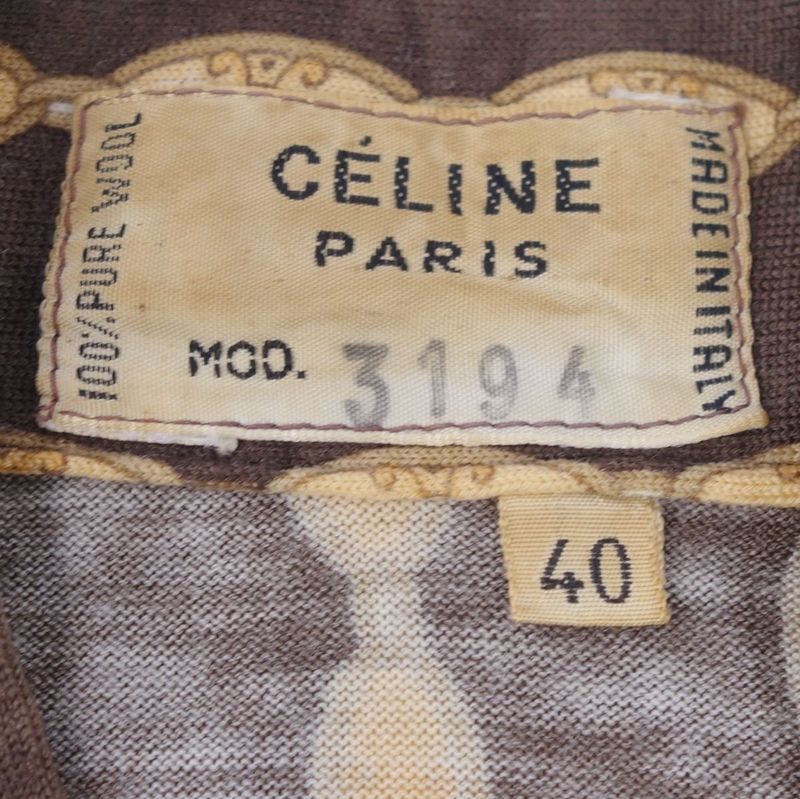 CÉLINE
PARIS
MOD. 3194
100% PURE WOOL
MADE IN ITALY
40